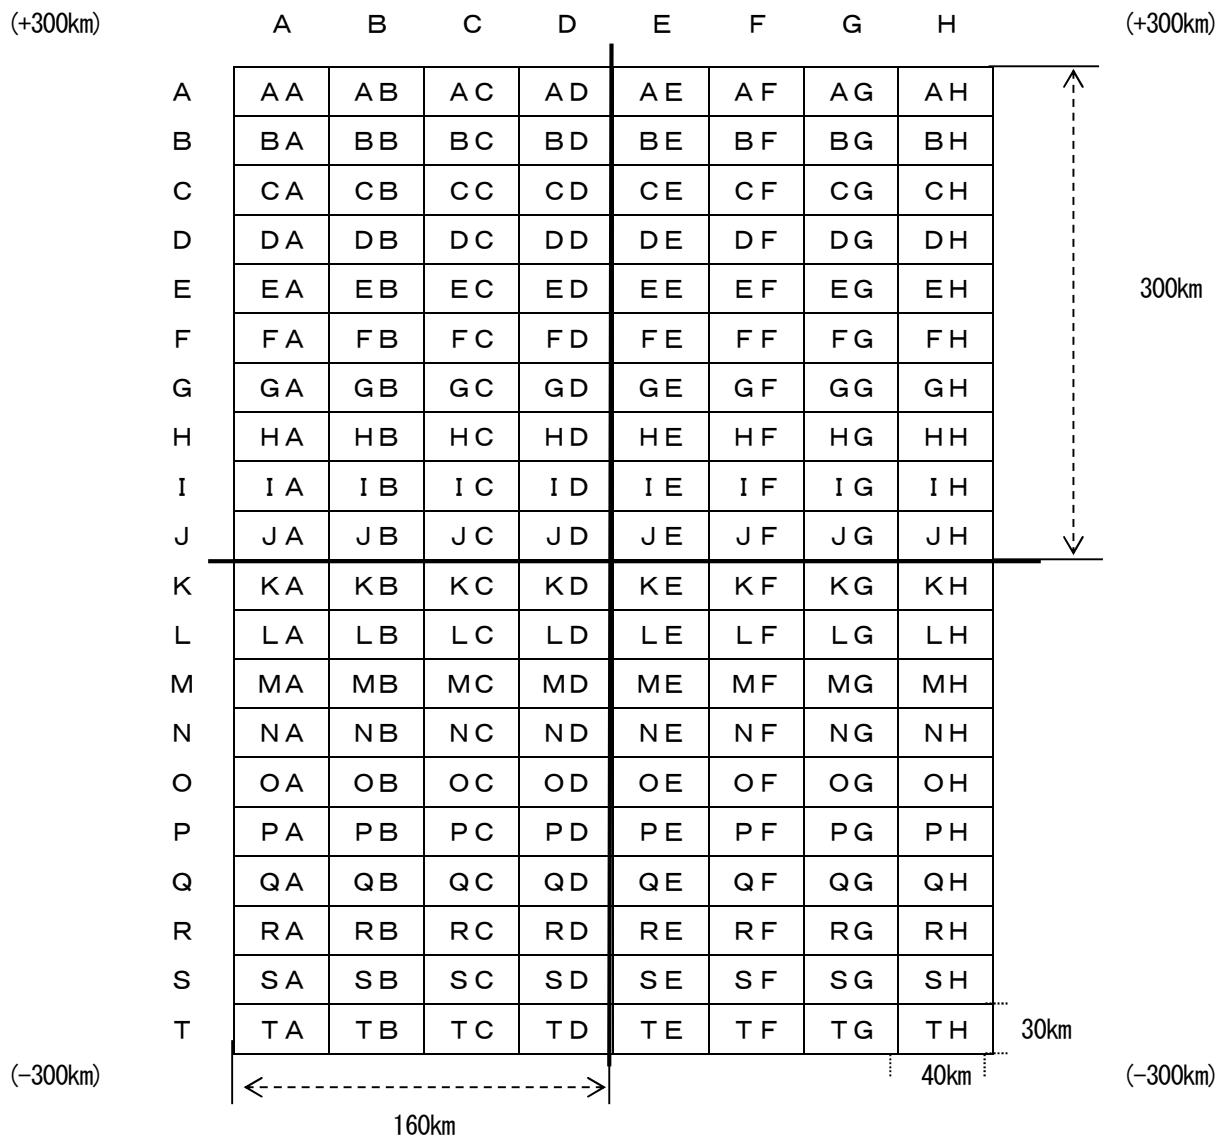 (+300km) A B C D E F G H (+300km)
A AA AB AC AD AE AF AG AH
B BA BB BC BD BE BF BG BH
C CA CB CC CD CE CF CG CH
D DA DB DC DD DE DF DG DH
E EA EB EC ED EE EF EG EH 300km
F FA FB FC FD FE FF FG FH
G GA GB GC GD GE GF GG GH
H HA HB HC HD HE HF HG HH
I IA IB IC ID IE IF IG IH
J JA JB JC JD JE JF JG JH
K KA KB KC KD KE KF KG KH
L LA LB LC LD LE LF LG LH
M MA MB MC MD ME MF MG MH
N NA NB NC ND NE NF NG NH
O OA OB OC OD OE OF OG OH
P PA PB PC PD PE PF PG PH
Q QA QB QC QD QE QF QG QH
R RA RB RC RD RE RF RG RH
S SA SB SC SD SE SF SG SH
T TA TB TC TD TE TF TG TH 30km
(-300km) 40km (-300km)
160km